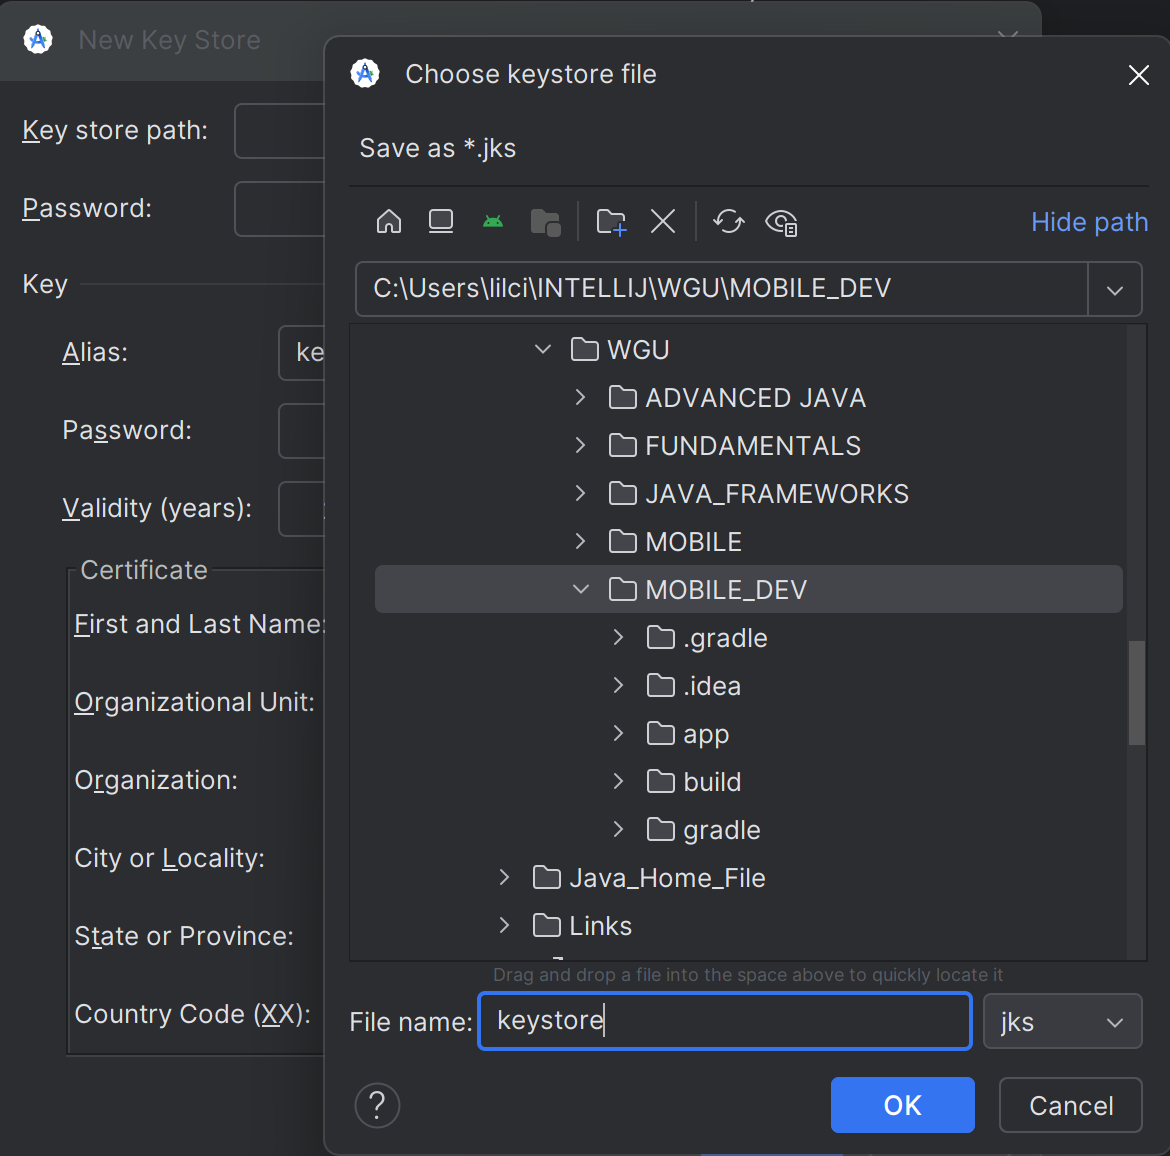 New Key Store
Key store path:
Password:
Key
Alias:
ke
Password:
Validity (years):
Certificate
First and Last Name:
Organizational Unit:
Organization:
City or Locality:
State or Province:
Country Code (XX):
Choose keystore file
Save as *.jks
Hide path
C:\Users\lilci\INTELLIJ\WGU\MOBILE_DEV
WGU
ADVANCED JAVA
FUNDAMENTALS
JAVA_FRAMEWORKS
MOBILE
MOBILE_DEV
.gradle
.idea
app
build
gradle
Java_Home_File
Links
Drag and drop a file into the space above to quickly locate it
File name: keystore jks
? OK Cancel